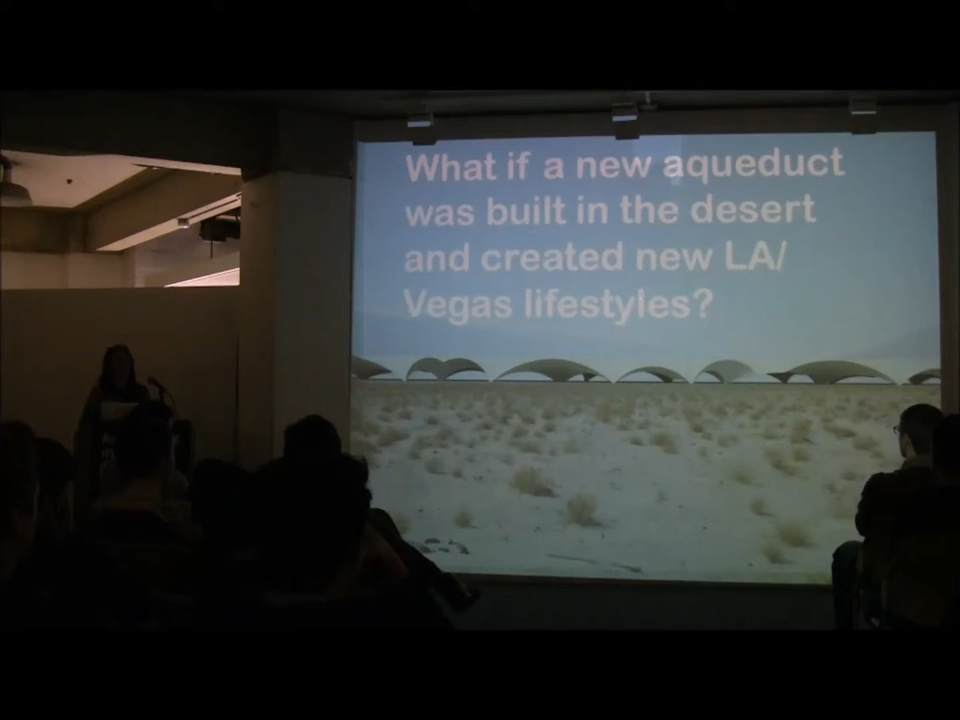 What if a new aqueduct
was built in the desert
and created new LA/
Vegas lifestyles?